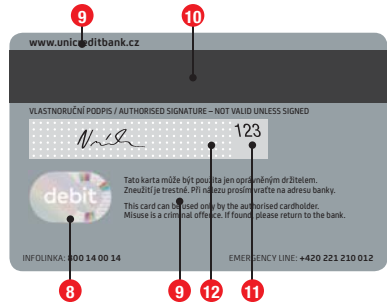 9 10
www.unicreditbank.cz
VLASTNORUČNÍ PODPIS / AUTHORISED SIGNATURE – NOT VALID UNLESS SIGNED
123
debit
Tato karta může být použita jen oprávněným držitelem.
Zneužití je trestné. Při nálezu prosím vraťte na adresu banky.
This card can be used only by the authorised cardholder.
Misuse is a criminal offence. If found, please return to the bank.
INFOLINKA: 800 14 00 14 EMERGENCY LINE: +420 221 210 012
8 9 12 11